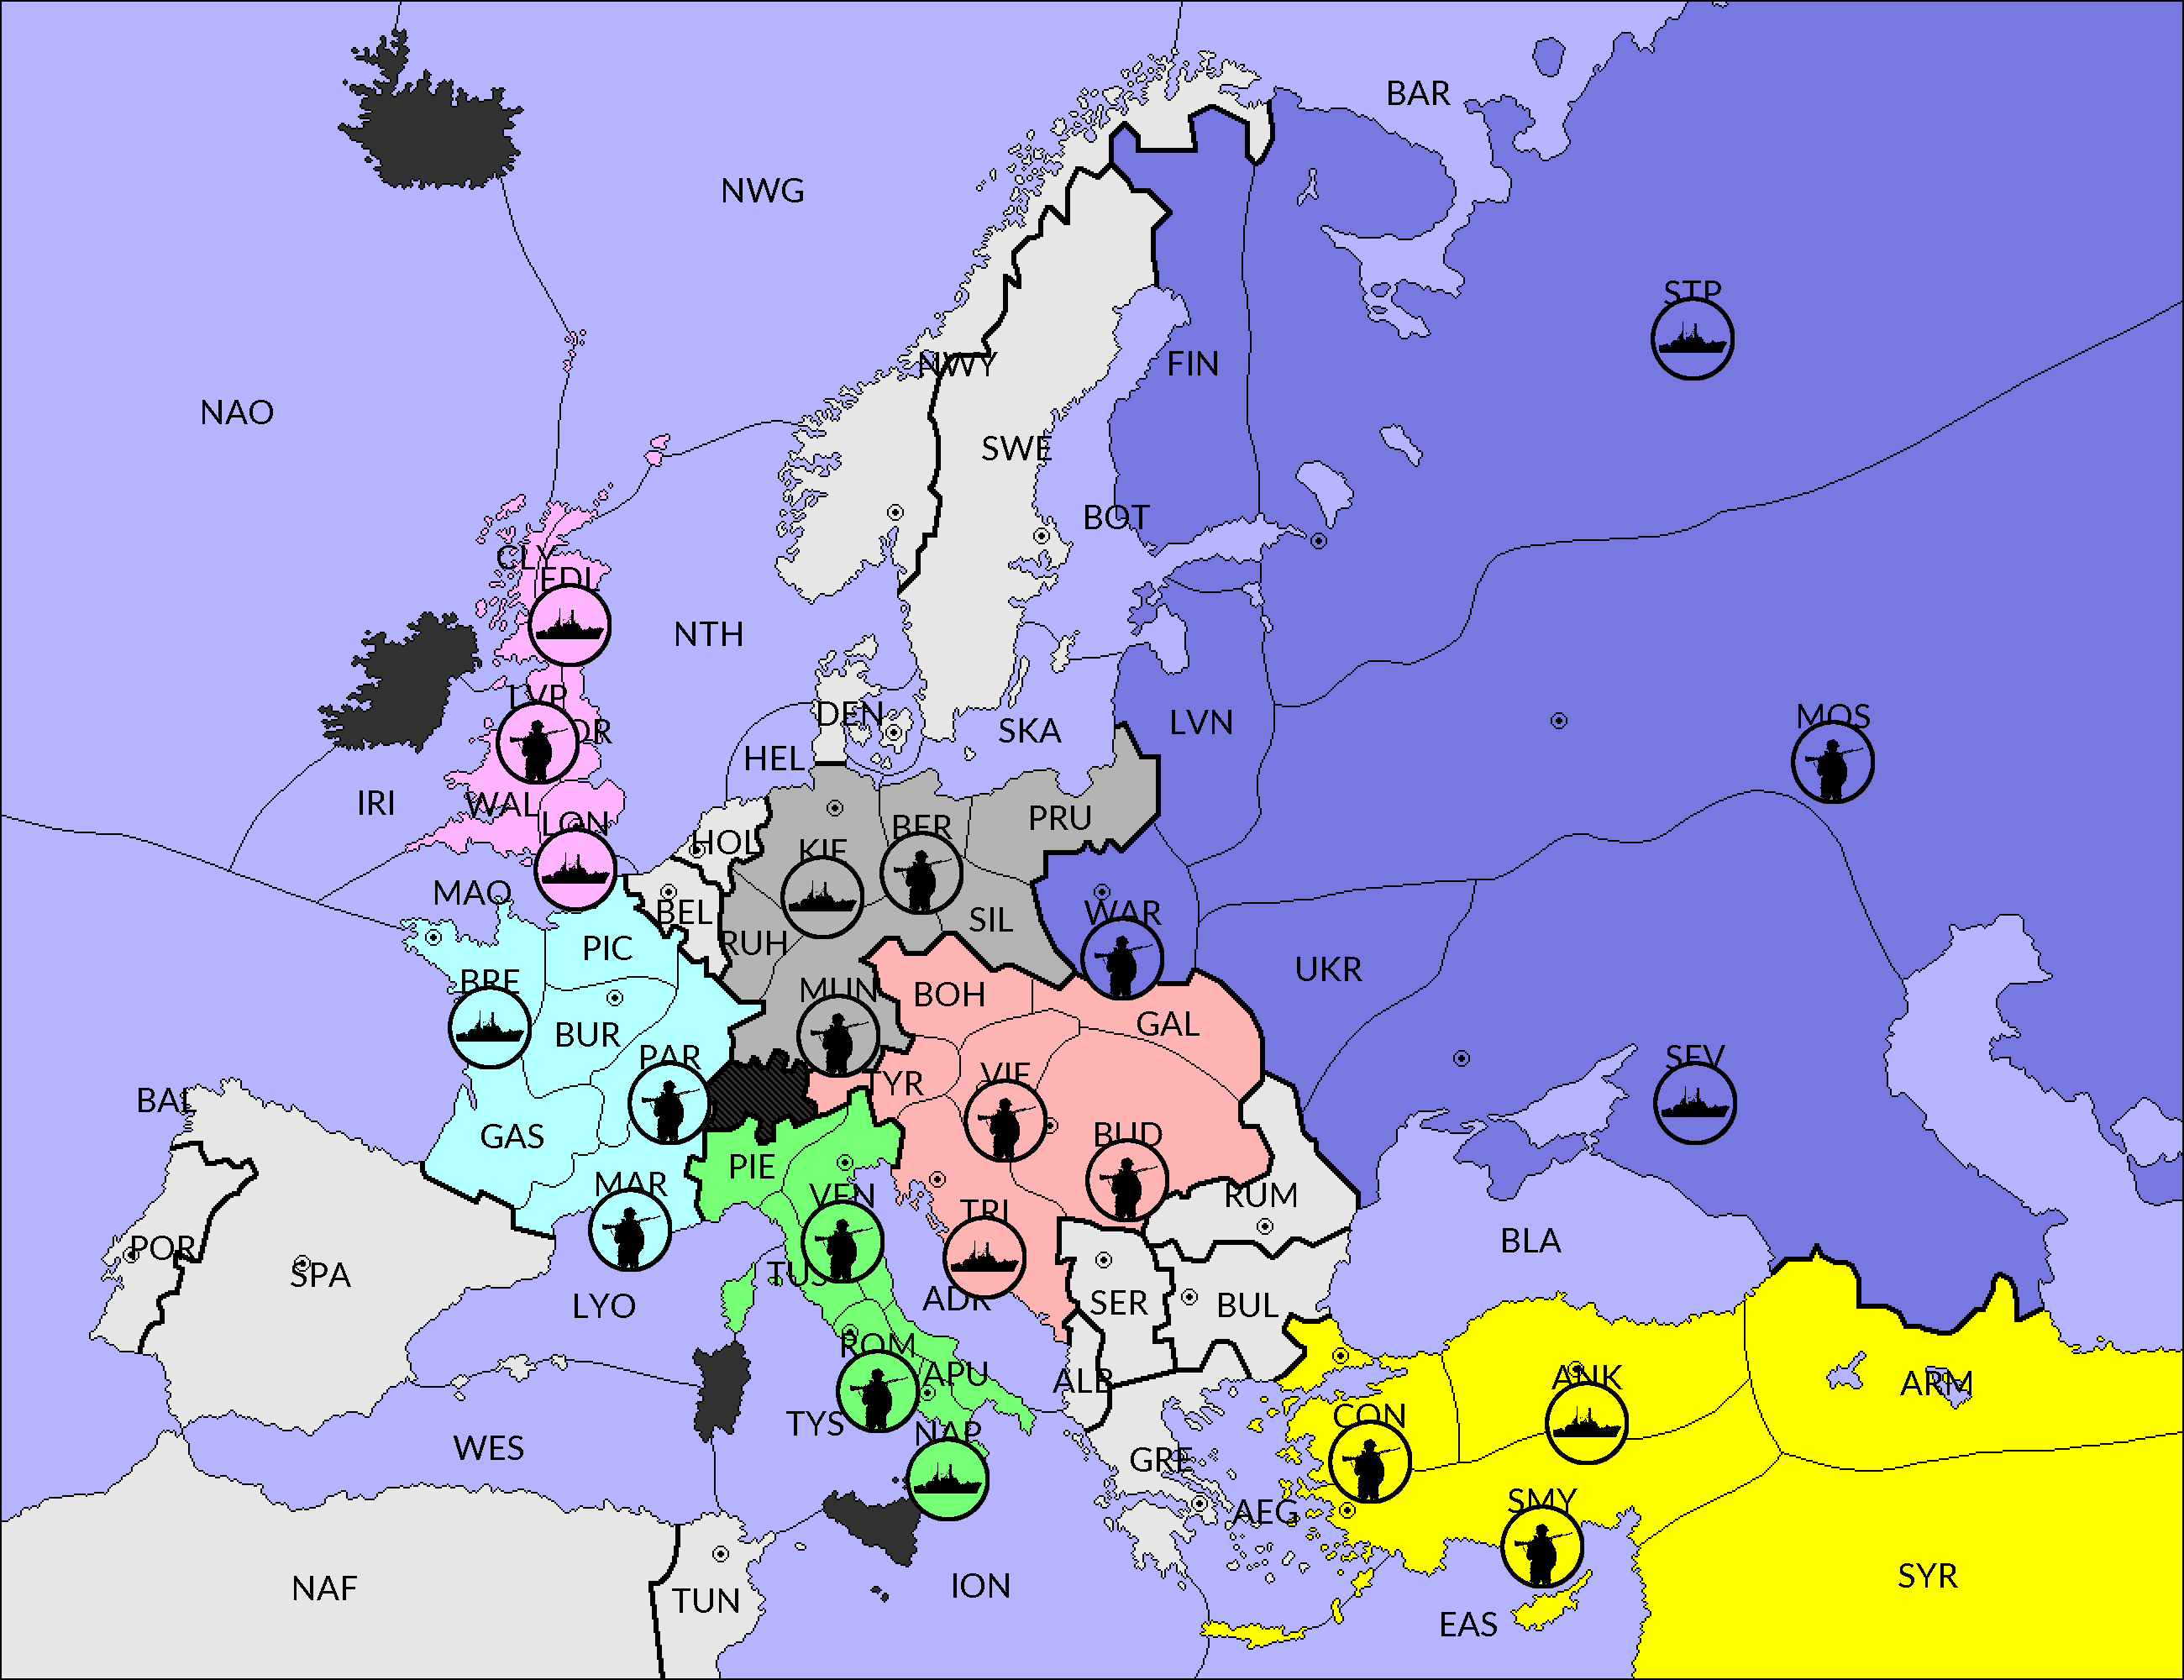 BAR
NWG
STP
NWY
FIN
NAO
SWE
BOT
CLY
EDI
NTH
LVP
OR
DEN
SKA
LVN
MOS
HEL
IRI
WAL
LON
HOL
KIE
BER
PRU
MAO
BEL
RUH
SIL
WAR
PIC
BRE
BUR
MUN
BOH
GAL
UKR
PAR
TYR
VIE
SEV
BAL
GAS
PIE
BUD
MAR
VEN
TRI
RUM
POR
SPA
LYO
TUS
ADR
SER
BUL
BLA
ROM
APU
ALB
ANK
ARM
TYS
NAP
CON
WES
GRE
AEG
SMY
NAF
TUN
ION
EAS
SYR